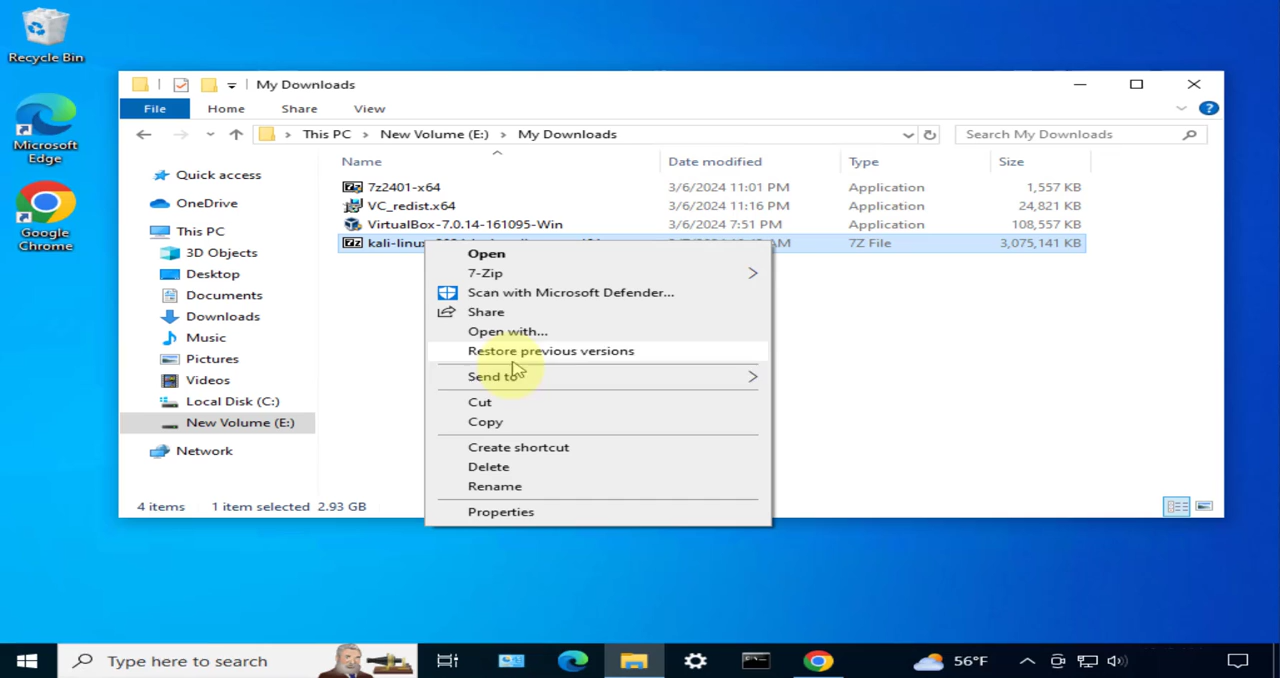 Recycle Bin
Microsoft
Edge
Google
Chrome
My Downloads
File Home Share View
This PC New Volume (E:) My Downloads
Search My Downloads
Name Date modified Type Size
7z2401-x64 3/6/2024 11:01 PM Application 1,557 KB
VC_redist.x64 3/6/2024 11:16 PM Application 24,821 KB
VirtualBox-7.0.14-161095-Win 3/6/2024 7:51 PM Application 108,557 KB
kali-linux 7Z File 3,075,141 KB
Quick access
OneDrive
This PC
3D Objects
Desktop
Documents
Downloads
Music
Pictures
Videos
Local Disk (C:)
New Volume (E:)
Network
Open
7-Zip
Scan with Microsoft Defender...
Share
Open with...
Restore previous versions
Send to
Cut
Copy
Create shortcut
Delete
Rename
Properties
4 items 1 item selected 2.93 GB
Type here to search
56°F